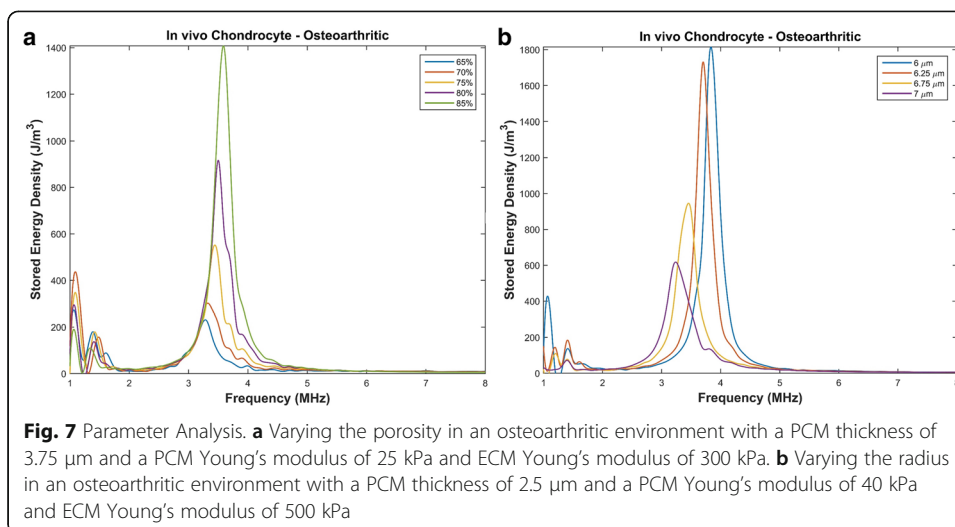 a
In vivo Chondrocyte - Osteoarthritic
Stored Energy Density (J/m³)
1400
1200
1000
800
600
400
200
0
1
2
3
4
5
6
7
8
Frequency (MHz)
65%
70%
75%
80%
85%
b
In vivo Chondrocyte - Osteoarthritic
Stored Energy Density (J/m³)
1800
1600
1400
1200
1000
800
600
400
200
0
1
2
3
4
5
6
7
8
Frequency (MHz)
6 μm
6.25 μm
6.75 μm
7 μm
Fig. 7 Parameter Analysis. a Varying the porosity in an osteoarthritic environment with a PCM thickness of
3.75 μm and a PCM Young's modulus of 25 kPa and ECM Young's modulus of 300 kPa. b Varying the radius
in an osteoarthritic environment with a PCM thickness of 2.5 μm and a PCM Young's modulus of 40 kPa
and ECM Young's modulus of 500 kPa